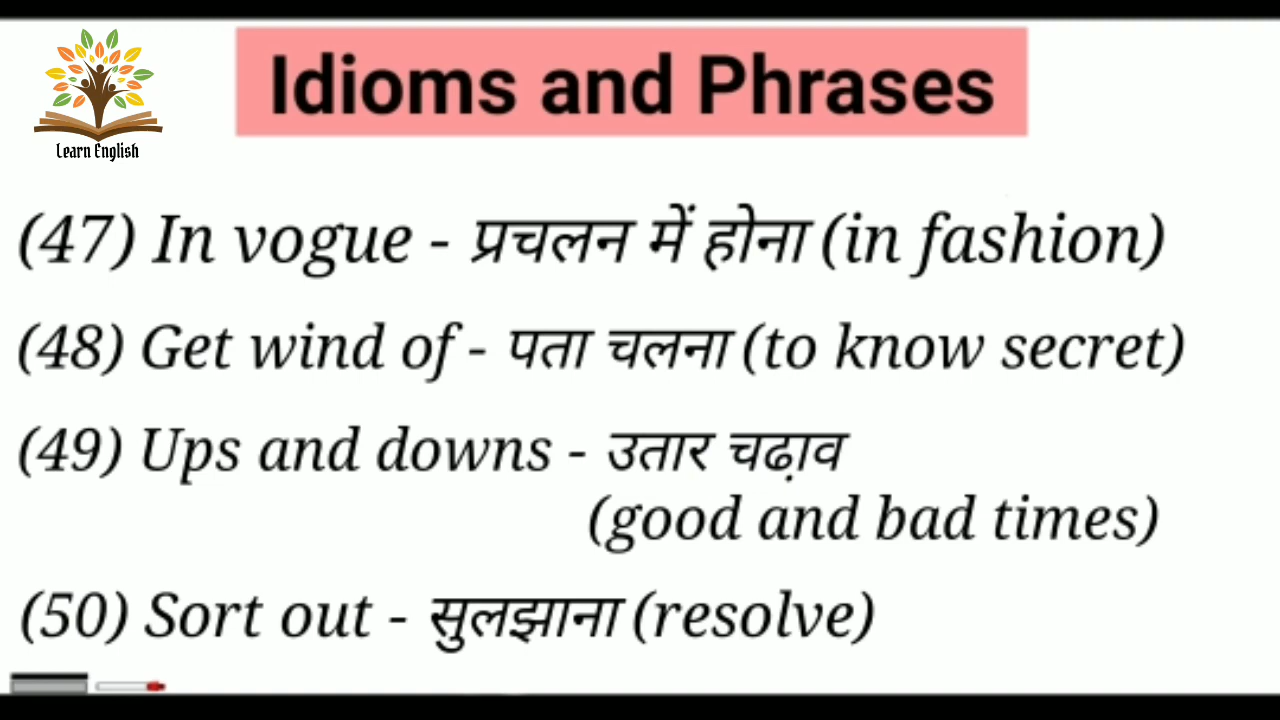 Idioms and Phrases
Learn English
(47) In vogue - प्रचलन में होना (in fashion)
(48) Get wind of - पता चलना (to know secret)
(49) Ups and downs - उतार चढ़ाव
(good and bad times)
(50) Sort out - सुलझाना (resolve)